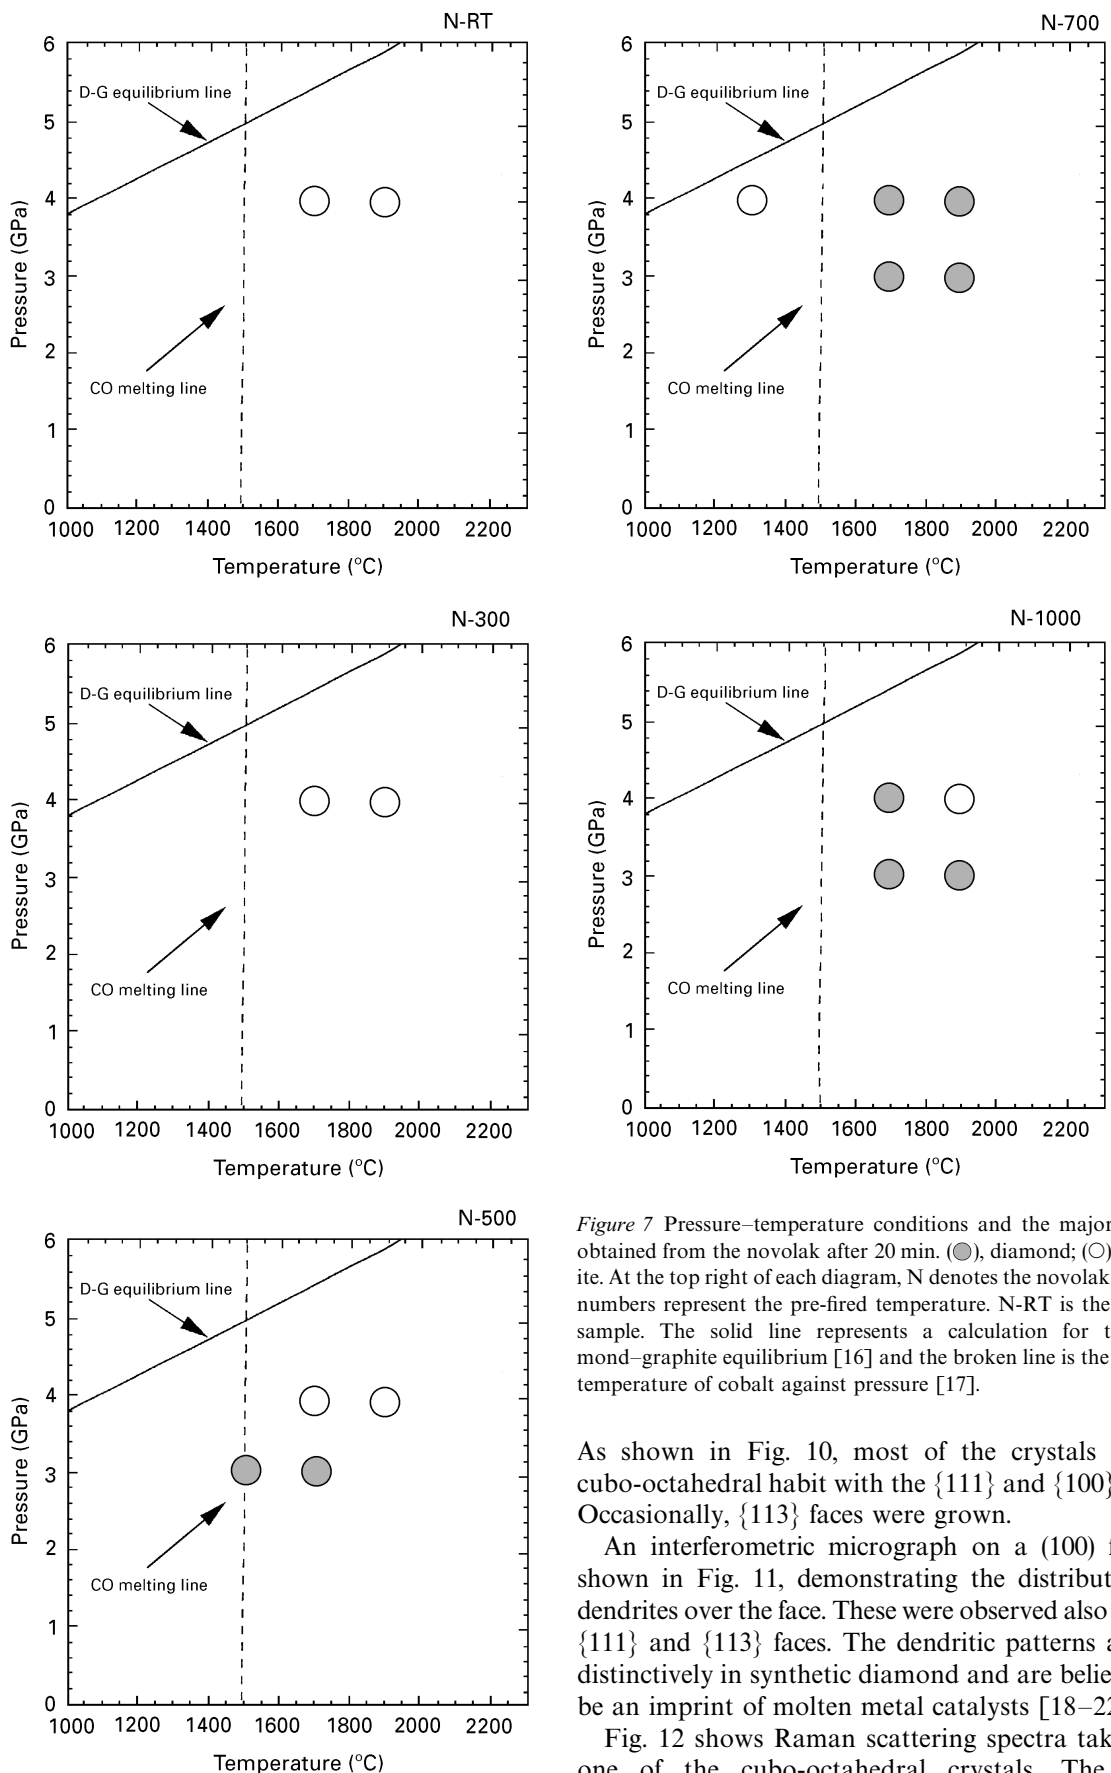 N-RT
6
5
4
3
2
1
0
Pressure (GPa)
D-G equilibrium line
CO melting line
1000 1200 1400 1600 1800 2000 2200
Temperature (°C)
N-300
6
5
4
3
2
1
0
Pressure (GPa)
D-G equilibrium line
CO melting line
1000 1200 1400 1600 1800 2000 2200
Temperature (°C)
N-500
6
5
4
3
2
1
0
Pressure (GPa)
D-G equilibrium line
CO melting line
1000 1200 1400 1600 1800 2000 2200
Temperature (°C)
N-700
6
5
4
3
2
1
0
Pressure (GPa)
D-G equilibrium line
CO melting line
1000 1200 1400 1600 1800 2000 2200
Temperature (°C)
N-1000
6
5
4
3
2
1
0
Pressure (GPa)
D-G equilibrium line
CO melting line
1000 1200 1400 1600 1800 2000 2200
Temperature (°C)
Figure 7 Pressure–temperature conditions and the major
obtained from the novolak after 20 min. (●), diamond; (○)
ite. At the top right of each diagram, N denotes the novolak
numbers represent the pre-fired temperature. N-RT is the
sample. The solid line represents a calculation for t
mond–graphite equilibrium [16] and the broken line is the
temperature of cobalt against pressure [17].
As shown in Fig. 10, most of the crystals
cubo-octahedral habit with the {111} and {100}
Occasionally, {113} faces were grown.
An interferometric micrograph on a (100) f
shown in Fig. 11, demonstrating the distribut
dendrites over the face. These were observed also
{111} and {113} faces. The dendritic patterns a
distinctively in synthetic diamond and are belie
be an imprint of molten metal catalysts [18–22
Fig. 12 shows Raman scattering spectra tak
one of the cubo-octahedral crystals. The